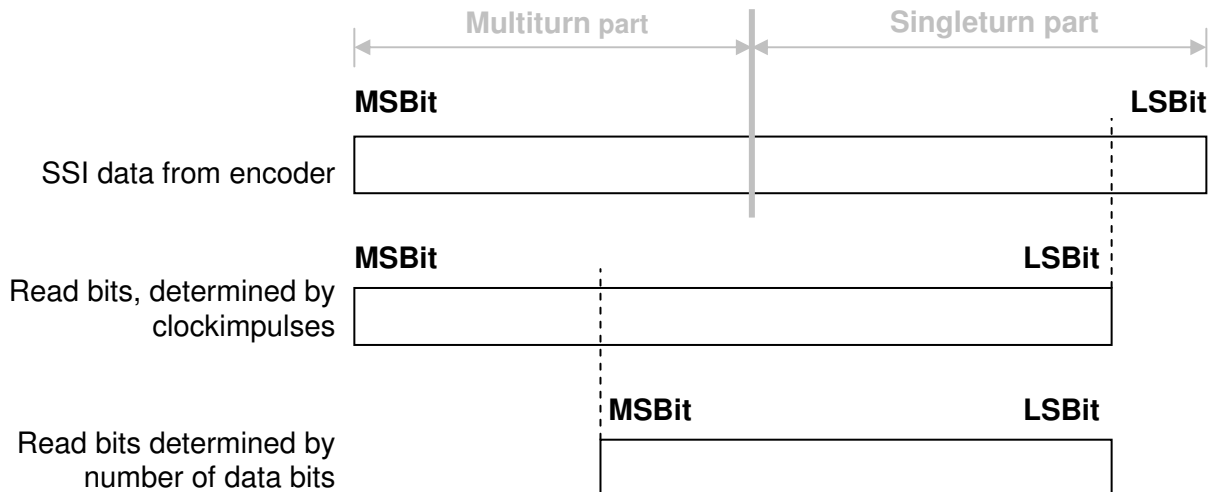 Multiturn part
Singleturn part
MSBit
LSBit
SSI data from encoder
MSBit
LSBit
Read bits, determined by
clockimpulses
MSBit
LSBit
Read bits determined by
number of data bits